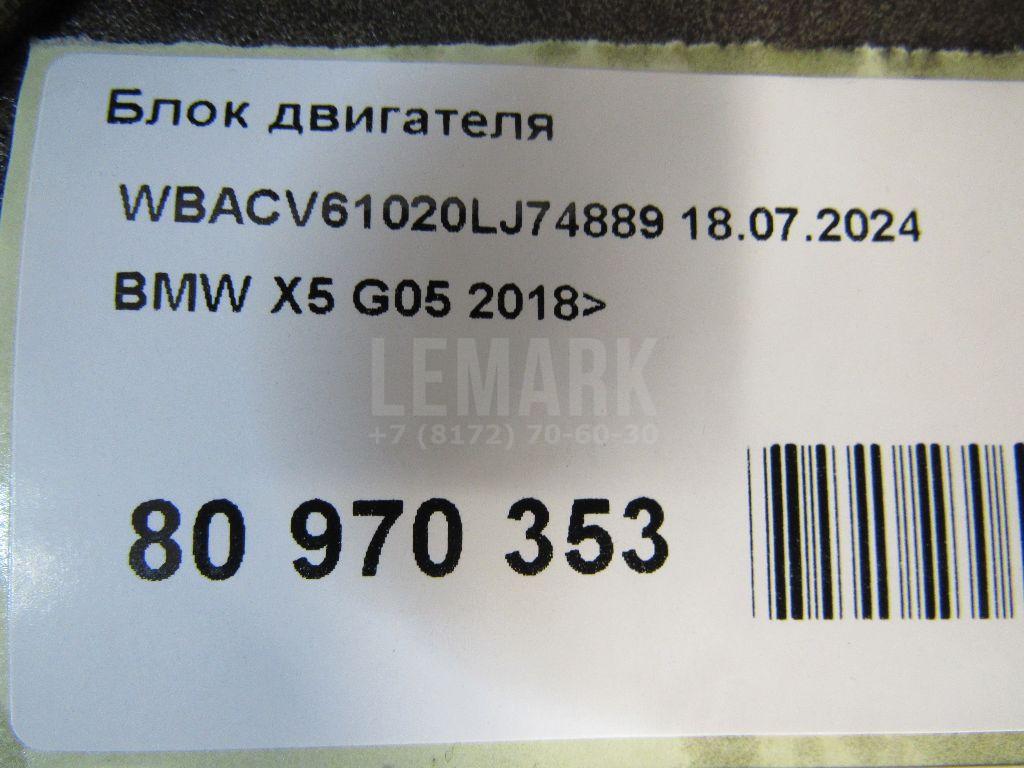 Блок двигателя
WBACV61020LJ74889 18.07.2024
BMW X5 G05 2018>
LEMARK
+7 (8172) 70-60-30
80 970 353